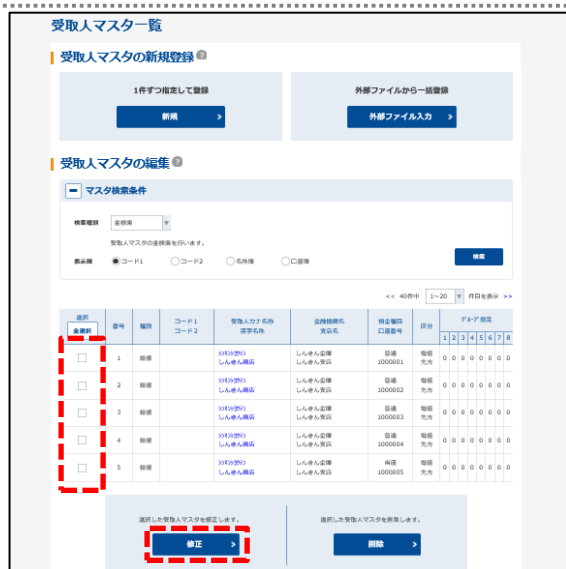 受取人マスタ一覧
受取人マスタの新規登録 ?
1件ずつ指定して登録
新規 >
外部ファイルから一括登録
外部ファイル入力 >
受取人マスタの編集 ?
マスタ検索条件
検索種別 全検索 ▼
受取人マスタの全検索を行います。
表示順 コード1 コード2 名称順 口座順
検索
<< 40件中 1~20 ▼ 件目を表示 >>
選択 全選択 番号 種別 コード1 コード2 受取人カナ名称 漢字名称 金融機関名 支店名 預金種目 口座番号 区分 グループ指定
1 2 3 4 5 6 7 8
1 総振 しんきん商店 しんきん金庫 しんきん支店 普通 1000001 電信 先方 0 0 0 0 0 0 0 0
2 総振 しんきん商店 しんきん金庫 しんきん支店 普通 1000002 電信 先方 0 0 0 0 0 0 0 0
3 総振 しんきん商店 しんきん金庫 しんきん支店 普通 1000003 電信 先方 0 0 0 0 0 0 0 0
4 総振 しんきん商店 しんきん金庫 しんきん支店 普通 1000004 電信 先方 0 0 0 0 0 0 0 0
5 総振 しんきん商店 しんきん金庫 しんきん支店 当座 1000005 電信 先方 0 0 0 0 0 0 0 0
選択した受取人マスタを修正します。
修正 >
選択した受取人マスタを削除します。
削除 >